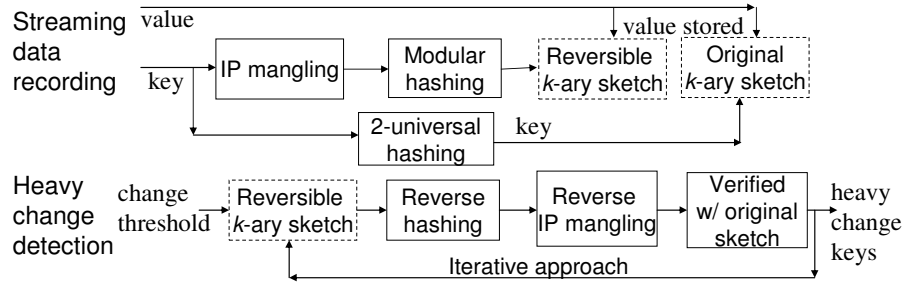 Streaming
data
recording
value
value stored
key
IP mangling
Modular
hashing
Reversible
k-ary sketch
Original
k-ary sketch
2-universal
hashing
key
Heavy
change
detection
change
threshold
Reversible
k-ary sketch
Reverse
hashing
Reverse
IP mangling
Verified
w/ original
sketch
heavy
change
keys
Iterative approach